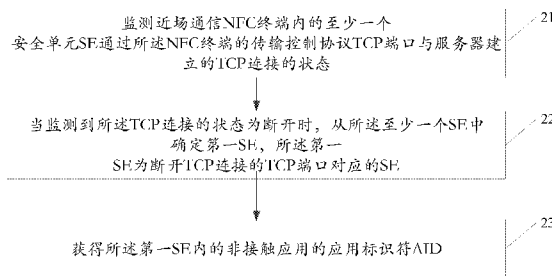 监测近场通信NFC终端内的至少一个
安全单元SE通过所述NFC终端的传输控制协议TCP端口与服务器建
立的TCP连接的状态
21
当监测到所述TCP连接的状态为断开时，从所述至少一个SE中
确定第一SE，所述第一
SE为断开TCP连接的TCP端口对应的SE
22
获得所述第一SE内的非接触应用的应用标识符AID
23